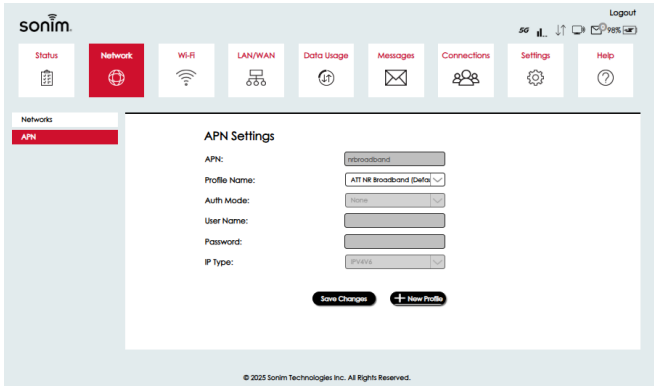 Logout
sonim.
5G 98%
Status Network Wi-Fi LAN/WAN Data Usage Messages Connections Settings Help
Networks
APN
APN Settings
APN: nrbroadband
Profile Name: ATT NR Broadband (Defau
Auth Mode: None
User Name:
Password:
IP Type: IPV4V6
Save Changes + New Profile
© 2025 Sonim Technologies Inc. All Rights Reserved.